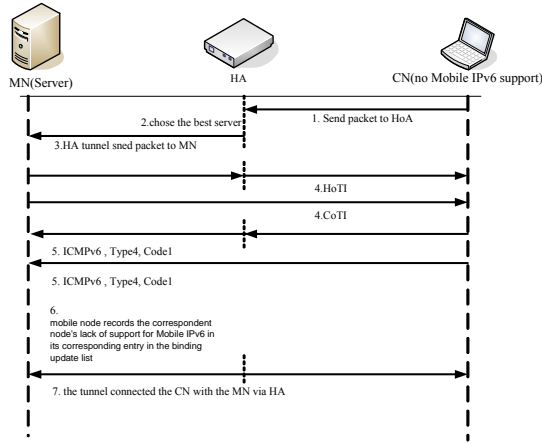 MN(Server)
HA
CN(no Mobile IPv6 support)
1. Send packet to HoA
2.chose the best server
3.HA tunnel sned packet to MN
4.HoTI
4.CoTI
5. ICMPv6 , Type4, Code1
5. ICMPv6 , Type4, Code1
6.
mobile node records the correspondent
node's lack of support for Mobile IPv6 in
its corresponding entry in the binding
update list
7. the tunnel connected the CN with the MN via HA